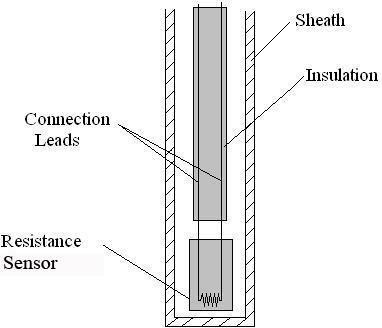 Sheath
Insulation
Connection
Leads
Resistance
Sensor